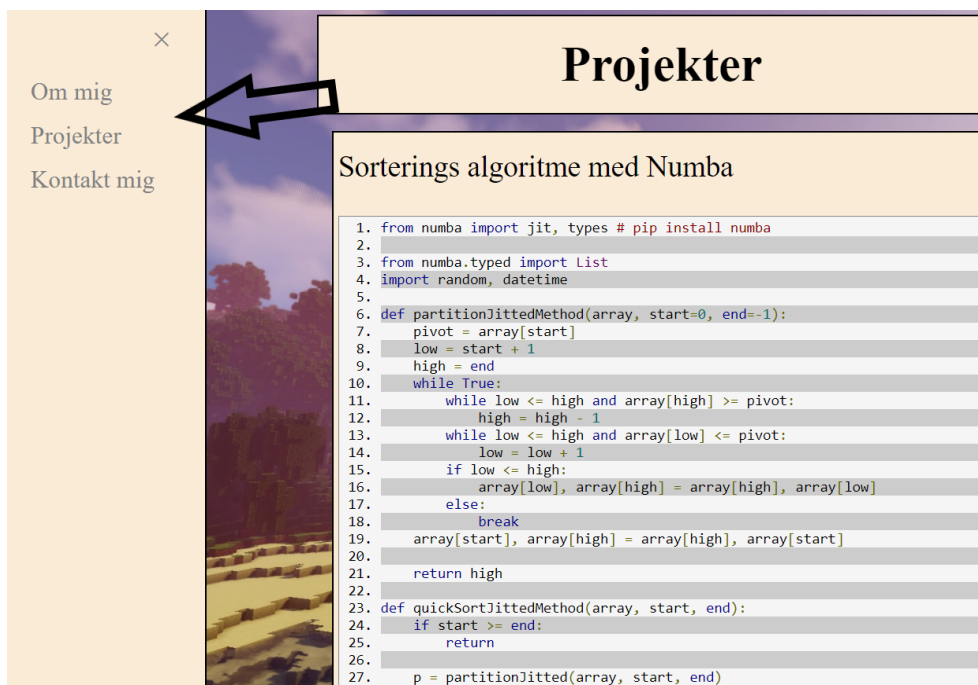 ×
Om mig
Projekter
Kontakt mig
Projekter
Sorterings algoritme med Numba
1. from numba import jit, types # pip install numba
2.
3. from numba.typed import List
4. import random, datetime
5.
6. def partitionJittedMethod(array, start=0, end=-1):
7.     pivot = array[start]
8.     low = start + 1
9.     high = end
10.     while True:
11.         while low <= high and array[high] >= pivot:
12.             high = high - 1
13.         while low <= high and array[low] <= pivot:
14.             low = low + 1
15.         if low <= high:
16.             array[low], array[high] = array[high], array[low]
17.         else:
18.             break
19.     array[start], array[high] = array[high], array[start]
20.
21.     return high
22.
23. def quickSortJittedMethod(array, start, end):
24.     if start >= end:
25.         return
26.
27.     p = partitionJitted(array, start, end)